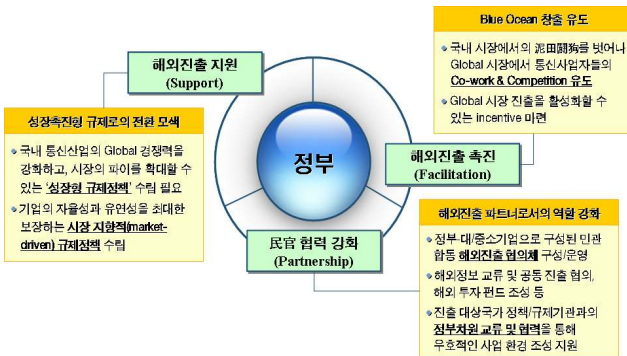 Blue Ocean 창출 유도
• 국내 시장에서의 泥田鬪狗를 벗어나
Global 시장에서 통신사업자들의
Co-work & Competition 유도
• Global 시장 진출을 활성화할 수
있는 incentive 마련
해외진출 지원
(Support)
성장촉진형 규제로의 전환 모색
• 국내 통신산업의 Global 경쟁력을
강화하고, 시장의 파이를 확대할 수
있는 '성장형 규제정책' 수립 필요
• 기업의 자율성과 유연성을 최대한
보장하는 시장 지향적(market-
driven) 규제정책 수립
정부
해외진출 촉진
(Facilitation)
民官 협력 강화
(Partnership)
해외진출 파트너로서의 역할 강화
• 정부-대/중소기업으로 구성된 민관
합동 해외진출 협의체 구성/운영
• 해외정보 교류 및 공동 진출 협의,
해외 투자 펀드 조성 등
• 진출 대상국가 정책/규제기관과의
정부차원 교류 및 협력을 통해
우호적인 사업 환경 조성 지원